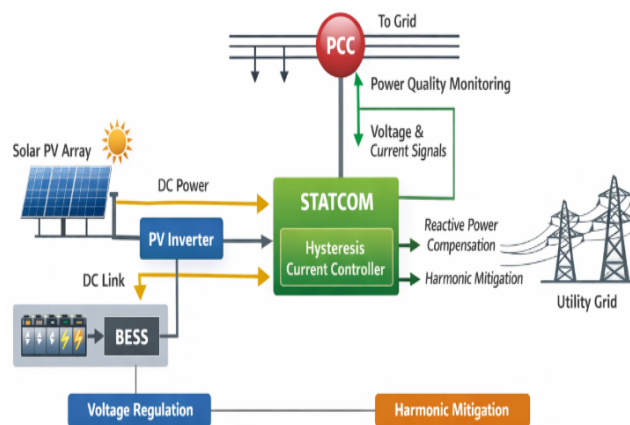 To Grid
PCC
Power Quality Monitoring
Voltage &
Current Signals
Solar PV Array
DC Power
STATCOM
PV Inverter
Hysteresis
Current Controller
Reactive Power
Compensation
Harmonic Mitigation
DC Link
Utility Grid
BESS
Voltage Regulation
Harmonic Mitigation